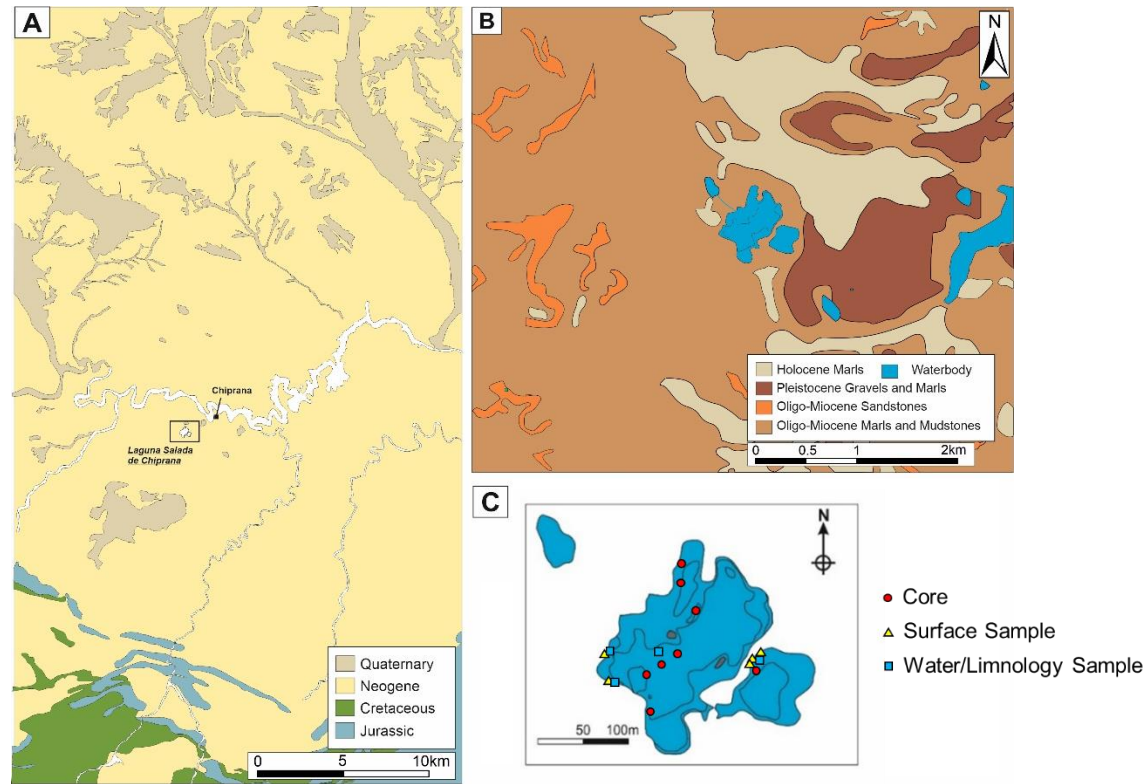 A
Chiprana
Laguna Salada
de Chiprana
Quaternary
Neogene
Cretaceous
Jurassic
0 5 10km
B
N
Holocene Marls Waterbody
Pleistocene Gravels and Marls
Oligo-Miocene Sandstones
Oligo-Miocene Marls and Mudstones
0 0.5 1 2km
C
N
50 100m
Core
Surface Sample
Water/Limnology Sample